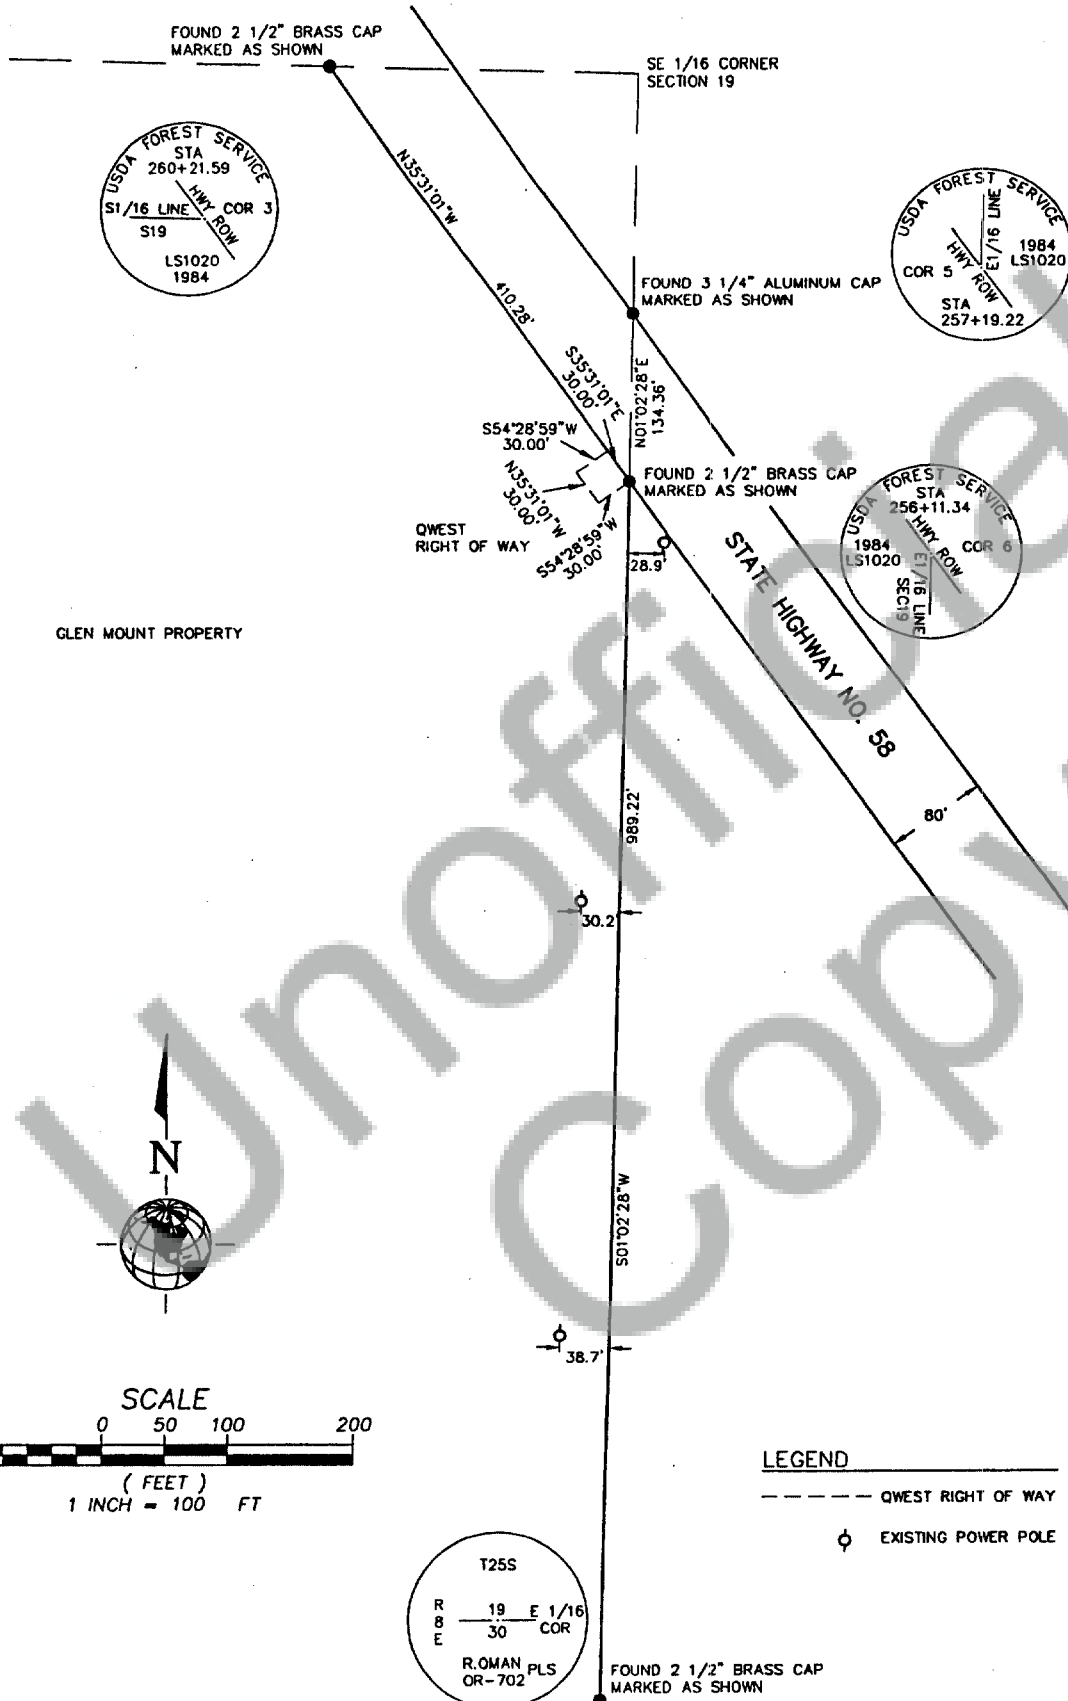 FOUND 2 1/2" BRASS CAP
MARKED AS SHOWN
SE 1/16 CORNER
SECTION 19
USDA FOREST SERVICE
STA
260+21.59
HWY ROW
S1/16 LINE
COR 3
S19
LS1020
1984
N35°31'01"W
410.28'
USDA FOREST SERVICE
E1/16 LINE
1984
LS1020
HWY ROW
COR 5
STA
257+19.22
FOUND 3 1/4" ALUMINUM CAP
MARKED AS SHOWN
S35°31'01"E
30.00'
N01°02'28"E
134.36'
S54°28'59"W
30.00'
N35°31'01"W
30.00'
S54°28'59"W
30.00'
FOUND 2 1/2" BRASS CAP
MARKED AS SHOWN
QWEST
RIGHT OF WAY
28.9'
USDA FOREST SERVICE
STA
256+11.34
HWY ROW
1984
LS1020
COR 6
E1/16 LINE
SEC19
STATE HIGHWAY NO. 58
GLEN MOUNT PROPERTY
80'
989.22'
30.2
N
S01°02'28"W
38.7'
SCALE
0 50 100 200
( FEET )
1 INCH = 100 FT
LEGEND
QWEST RIGHT OF WAY
EXISTING POWER POLE
T25S
R
8
E
19
30
E 1/16
COR
R.OMAN PLS
OR-702
FOUND 2 1/2" BRASS CAP
MARKED AS SHOWN
Unofficial
Copy